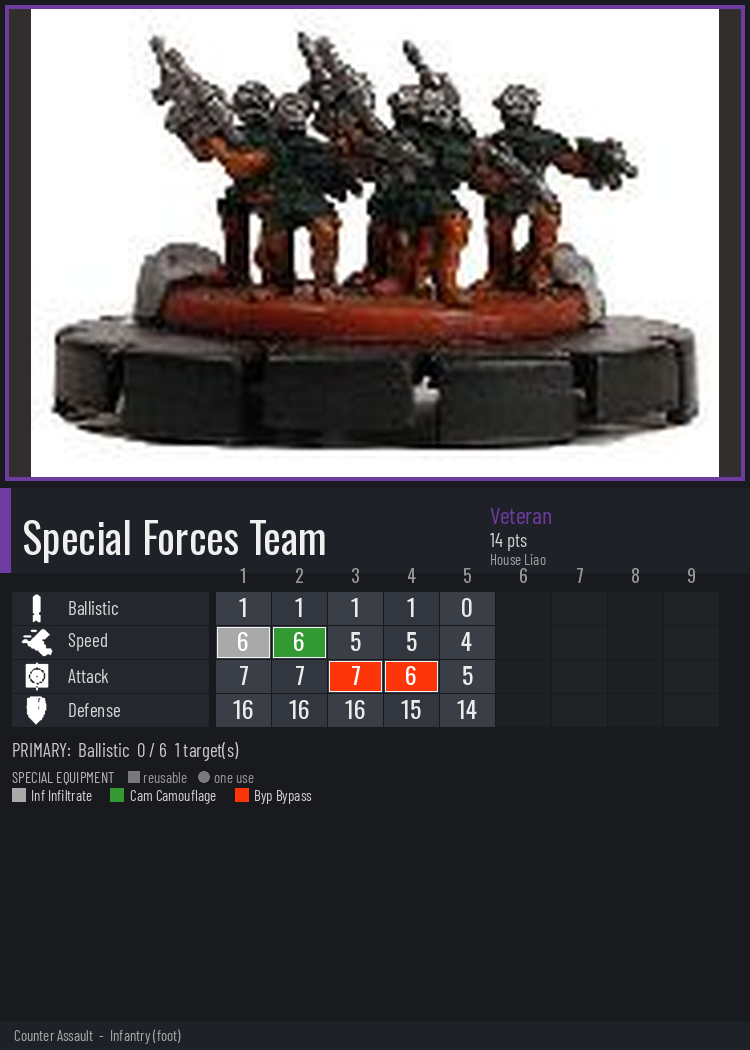 Special Forces Team
Veteran
14 pts
House Liao
1 2 3 4 5 6 7 8 9
Ballistic 1 1 1 1 0
Speed 6 6 5 5 4
Attack 7 7 7 6 5
Defense 16 16 16 15 14
PRIMARY: Ballistic 0 / 6 1 target(s)
SPECIAL EQUIPMENT reusable one use
Inf Infiltrate Cam Camouflage Byp Bypass
Counter Assault - Infantry (foot)